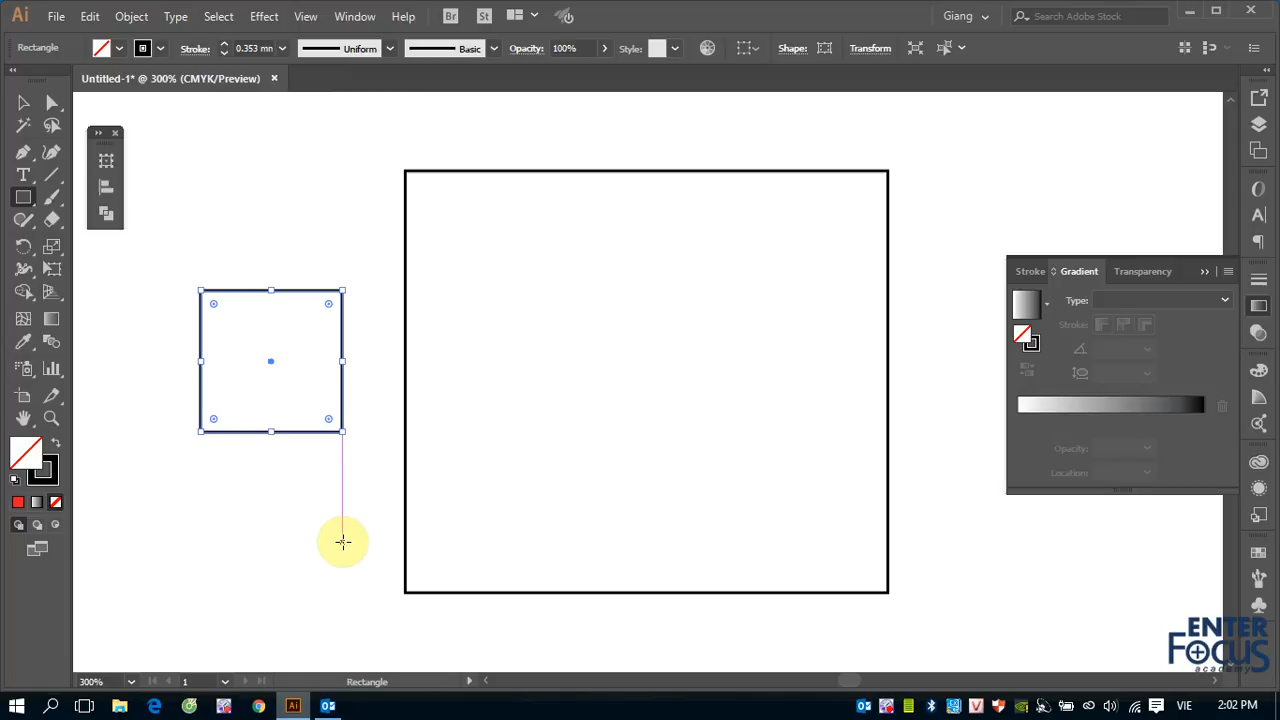 Ai File Edit Object Type Select Effect View Window Help Br St Giang Search Adobe Stock
Rectangle Stroke: 0.353 mn Uniform Basic Opacity: 100% Style: Shape: Transform
Untitled-1* @ 300% (CMYK/Preview)
Stroke Gradient Transparency
Type:
Stroke:
Opacity:
Location:
ENTER
FOCUS
academy
300% 1 Rectangle
Ai VIE 2:02 PM